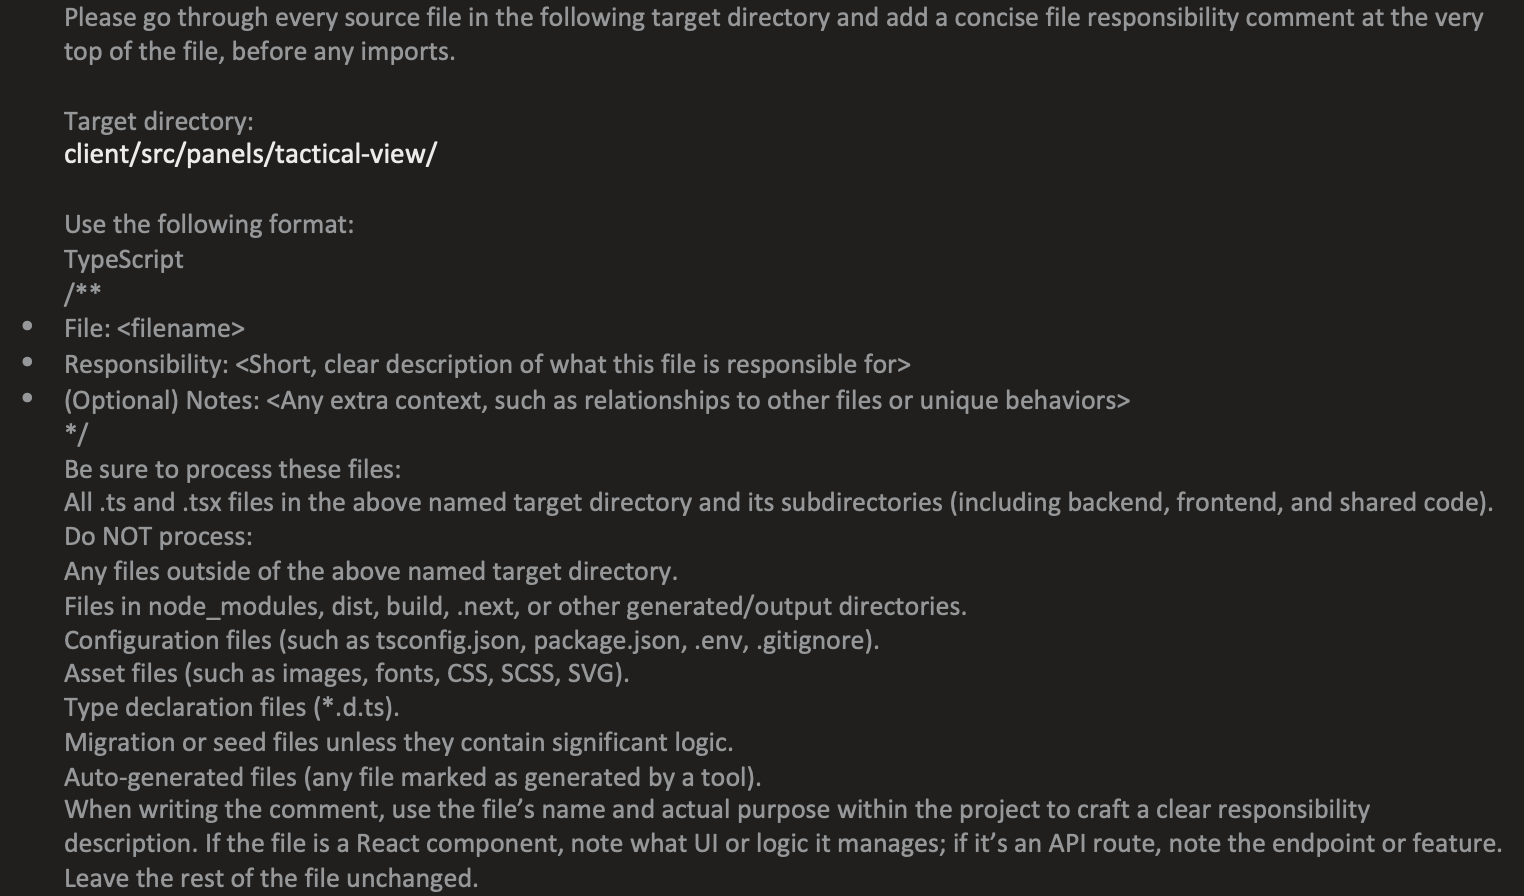 Please go through every source file in the following target directory and add a concise file responsibility comment at the very
top of the file, before any imports.
Target directory:
client/src/panels/tactical-view/
Use the following format:
TypeScript
/**
• File: <filename>
• Responsibility: <Short, clear description of what this file is responsible for>
• (Optional) Notes: <Any extra context, such as relationships to other files or unique behaviors>
*/
Be sure to process these files:
All .ts and .tsx files in the above named target directory and its subdirectories (including backend, frontend, and shared code).
Do NOT process:
Any files outside of the above named target directory.
Files in node_modules, dist, build, .next, or other generated/output directories.
Configuration files (such as tsconfig.json, package.json, .env, .gitignore).
Asset files (such as images, fonts, CSS, SCSS, SVG).
Type declaration files (*.d.ts).
Migration or seed files unless they contain significant logic.
Auto-generated files (any file marked as generated by a tool).
When writing the comment, use the file’s name and actual purpose within the project to craft a clear responsibility
description. If the file is a React component, note what UI or logic it manages; if it’s an API route, note the endpoint or feature.
Leave the rest of the file unchanged.